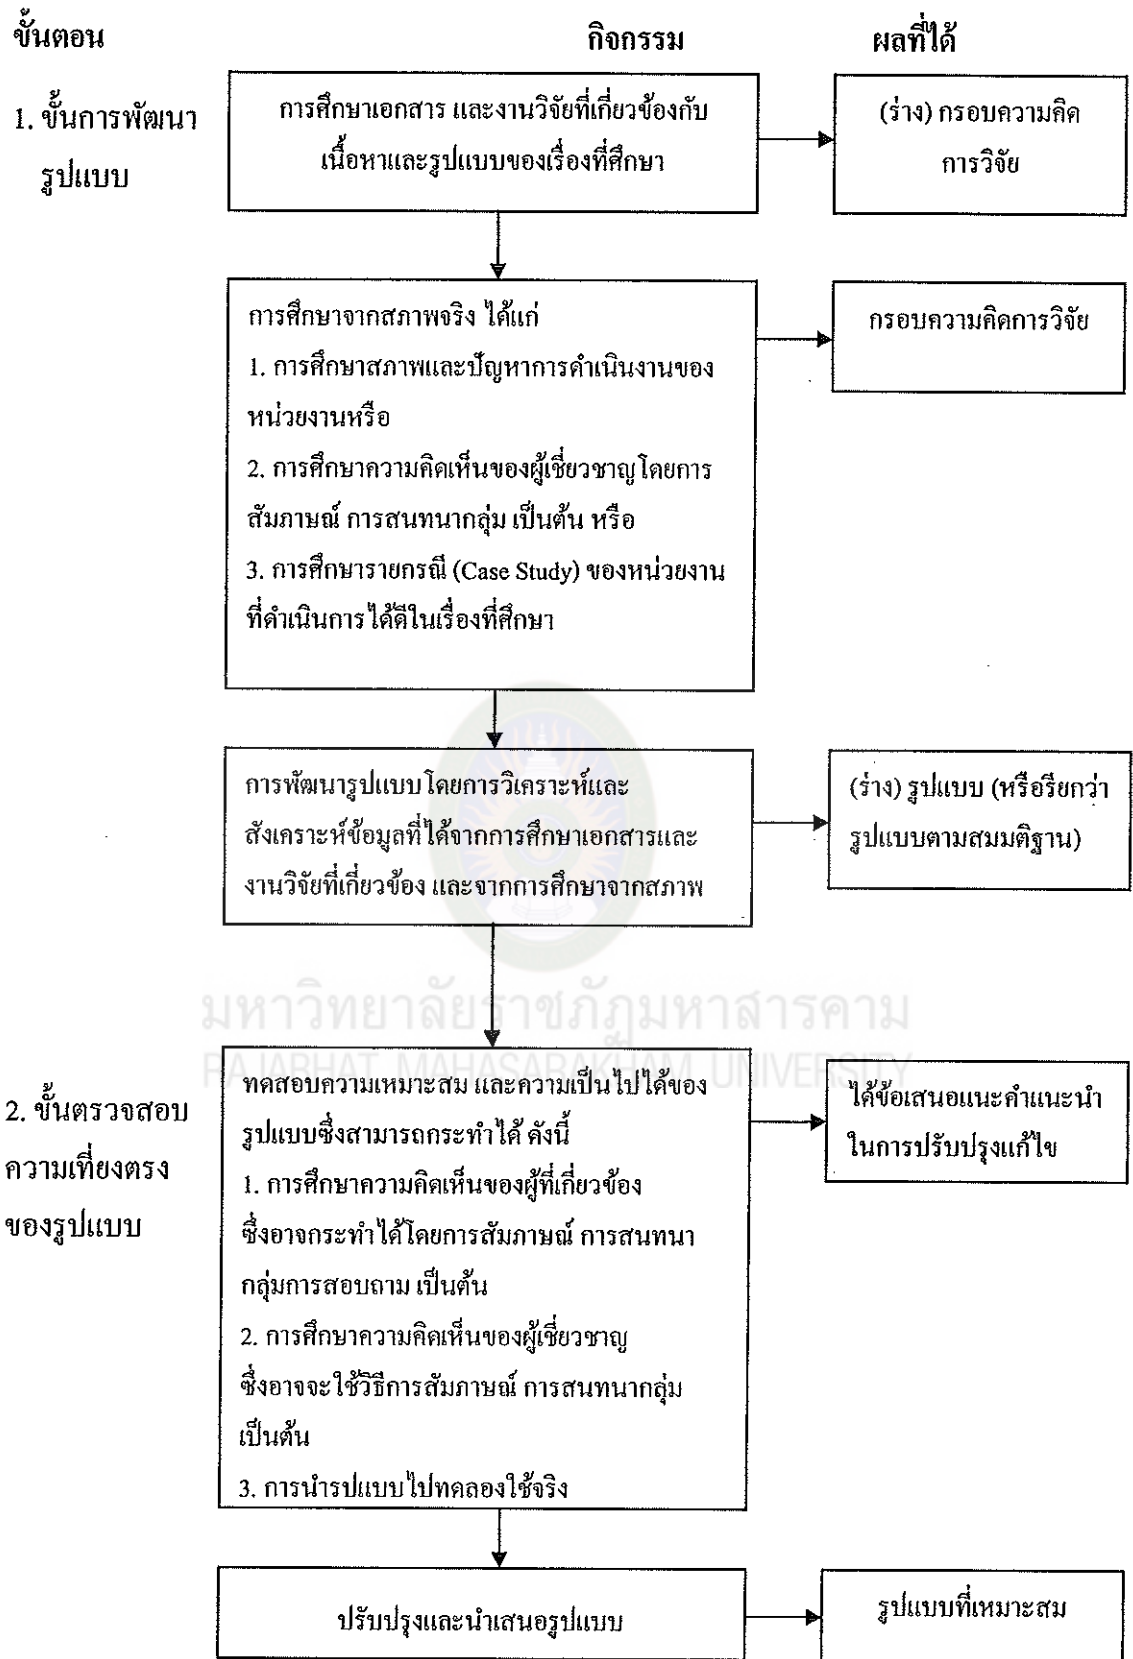 ขั้นตอน
กิจกรรม
ผลที่ได้
1. ขั้นการพัฒนา
รูปแบบ
การศึกษาเอกสาร และงานวิจัยที่เกี่ยวข้องกับ
เนื้อหาและรูปแบบของเรื่องที่ศึกษา
(ร่าง) กรอบความคิด
การวิจัย
การศึกษาจากสภาพจริง ได้แก่
1. การศึกษาสภาพและปัญหาการดำเนินงานของ
หน่วยงานหรือ
2. การศึกษาความคิดเห็นของผู้เชี่ยวชาญโดยการ
สัมภาษณ์ การสนทนากลุ่ม เป็นต้น หรือ
3. การศึกษารายกรณี (Case Study) ของหน่วยงาน
ที่ดำเนินการได้ดีในเรื่องที่ศึกษา
กรอบความคิดการวิจัย
การพัฒนารูปแบบโดยการวิเคราะห์และ
สังเคราะห์ข้อมูลที่ได้จากการศึกษาเอกสารและ
งานวิจัยที่เกี่ยวข้อง และจากการศึกษาจากสภาพ
(ร่าง) รูปแบบ (หรือรียกว่า
รูปแบบตามสมมติฐาน)
มหาวิทยาลัยราชภัฏมหาสารคาม
RAJABHAT MAHASARAKHAM UNIVERSITY
2. ขั้นตรวจสอบ
ความเที่ยงตรง
ของรูปแบบ
ทดสอบความเหมาะสม และความเป็นไปได้ของ
รูปแบบซึ่งสามารถกระทำได้ ดังนี้
1. การศึกษาความคิดเห็นของผู้ที่เกี่ยวข้อง
ซึ่งอาจกระทำได้โดยการสัมภาษณ์ การสนทนา
กลุ่มการสอบถาม เป็นต้น
2. การศึกษาความคิดเห็นของผู้เชี่ยวชาญ
ซึ่งอาจจะใช้วิธีการสัมภาษณ์ การสนทนากลุ่ม
เป็นต้น
3. การนำรูปแบบไปทดลองใช้จริง
ได้ข้อเสนอแนะคำแนะนำ
ในการปรับปรุงแก้ไข
ปรับปรุงและนำเสนอรูปแบบ
รูปแบบที่เหมาะสม